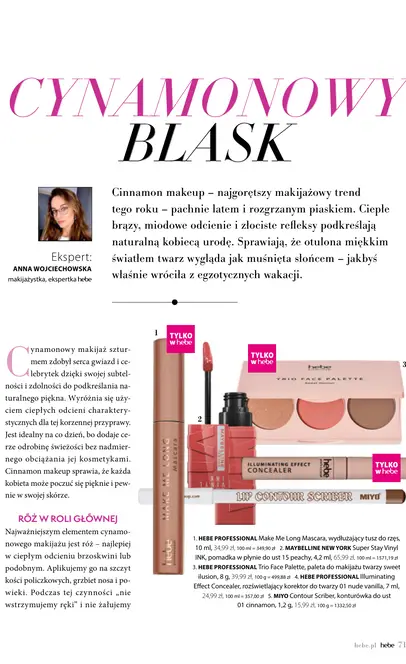 CYNAMONOWY
BLASK
Ekspert:
ANNA WOJCIECHOWSKA
makijażystka, ekspertka hebe
Cinnamon makeup – najgorętszy makijażowy trend
tego roku – pachnie latem i rozgrzanym piaskiem. Ciepłe
brązy, miodowe odcienie i złociste refleksy podkreślają
naturalną kobiecą urodę. Sprawiają, że otulona miękkim
światłem twarz wygląda jak muśnięta słońcem – jakbyś
właśnie wróciła z egzotycznych wakacji.
Cynamonowy makijaż sztur-
mem zdobył serca gwiazd i ce-
lebrytek dzięki swojej subtel-
ności i zdolności do podkreślania na-
turalnego piękna. Wyróżnia się uży-
ciem ciepłych odcieni charaktery-
stycznych dla tej korzennej przyprawy.
Jest idealny na co dzień, bo dodaje ce-
rze odrobinę świeżości bez nadmier-
nego obciążania jej kosmetykami.
Cinnamon makeup sprawia, że każda
kobieta może poczuć się pięknie i pew-
nie w swojej skórze.
RÓŻ W ROLI GŁÓWNEJ
Najważniejszym elementem cynamo-
nowego makijażu jest róż – najlepiej
w ciepłym odcieniu brzoskwini lub
podobnym. Aplikujemy go na szczyt
kości policzkowych, grzbiet nosa i po-
wieki. Podczas tej czynności „nie
wstrzymujemy ręki” i nie żałujemy
1
TYLKO
w hebe
MAKE ME LONG
mascara
hebe
2
TYLKO
w hebe
3
hebe
TRIO FACE PALETTE
ILLUMINATING EFFECT
CONCEALER
hebe
TYLKO
w hebe
LIP CONTOUR SCRIBER
MIYO
1. HEBE PROFESSIONAL Make Me Long Mascara, wydłużający tusz do rzęs,
10 ml, 34,99 zł, 100 ml = 349,90 zł 2. MAYBELLINE NEW YORK Super Stay Vinyl
INK, pomadka w płynie do ust 15 peachy, 4,2 ml, 65,99 zł, 100 ml = 1571,19 zł
3. HEBE PROFESSIONAL Trio Face Palette, paleta do makijażu twarzy sweet
ilusion, 8 g, 39,99 zł, 100 g = 499,88 zł 4. HEBE PROFESSIONAL Illuminating
Effect Concealer, rozświetlający korektor do twarzy 01 nude vanilla, 7 ml,
24,99 zł, 100 ml = 357,00 zł 5. MIYO Contour Scriber, konturówka do ust
01 cinnamon, 1,2 g, 15,99 zł, 100 g = 1332,50 zł
hebe.pl hebe 71